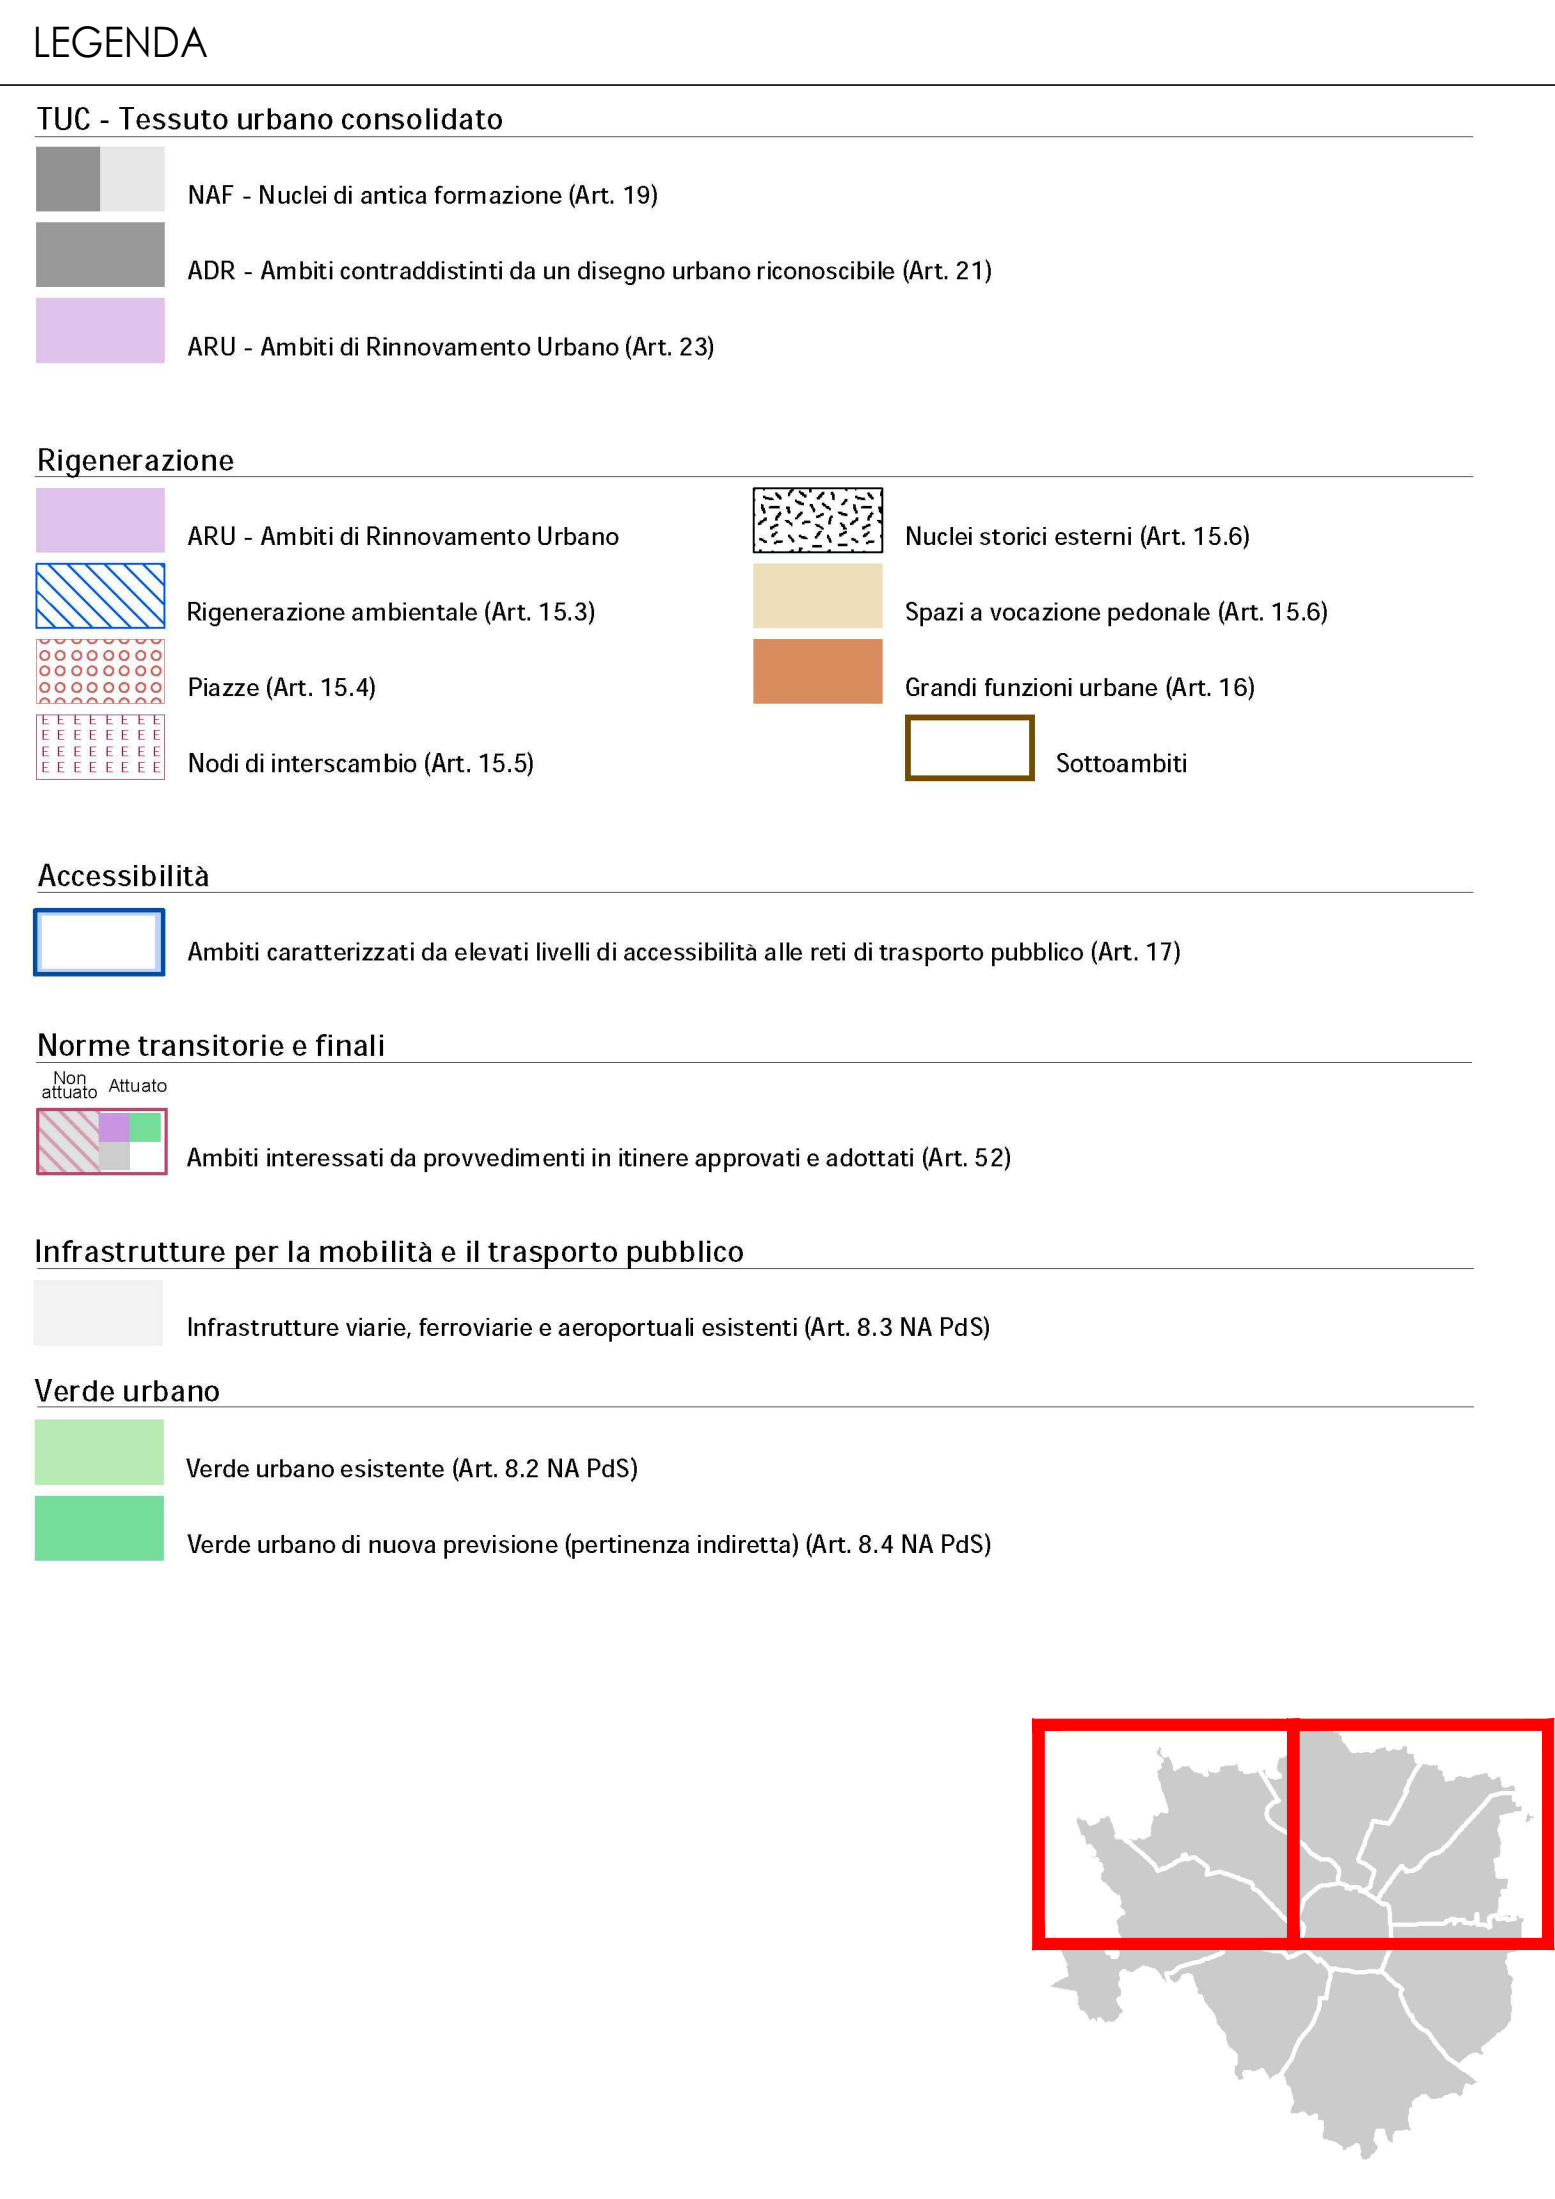 LEGENDA
TUC - Tessuto urbano consolidato
NAF - Nuclei di antica formazione (Art. 19)
ADR - Ambiti contraddistinti da un disegno urbano riconoscibile (Art. 21)
ARU - Ambiti di Rinnovamento Urbano (Art. 23)
Rigenerazione
ARU - Ambiti di Rinnovamento Urbano
Rigenerazione ambientale (Art. 15.3)
Piazze (Art. 15.4)
Nodi di interscambio (Art. 15.5)
Nuclei storici esterni (Art. 15.6)
Spazi a vocazione pedonale (Art. 15.6)
Grandi funzioni urbane (Art. 16)
Sottoambiti
Accessibilità
Ambiti caratterizzati da elevati livelli di accessibilità alle reti di trasporto pubblico (Art. 17)
Norme transitorie e finali
Non
attuato
Attuato
Ambiti interessati da provvedimenti in itinere approvati e adottati (Art. 52)
Infrastrutture per la mobilità e il trasporto pubblico
Infrastrutture viarie, ferroviarie e aeroportuali esistenti (Art. 8.3 NA PdS)
Verde urbano
Verde urbano esistente (Art. 8.2 NA PdS)
Verde urbano di nuova previsione (pertinenza indiretta) (Art. 8.4 NA PdS)